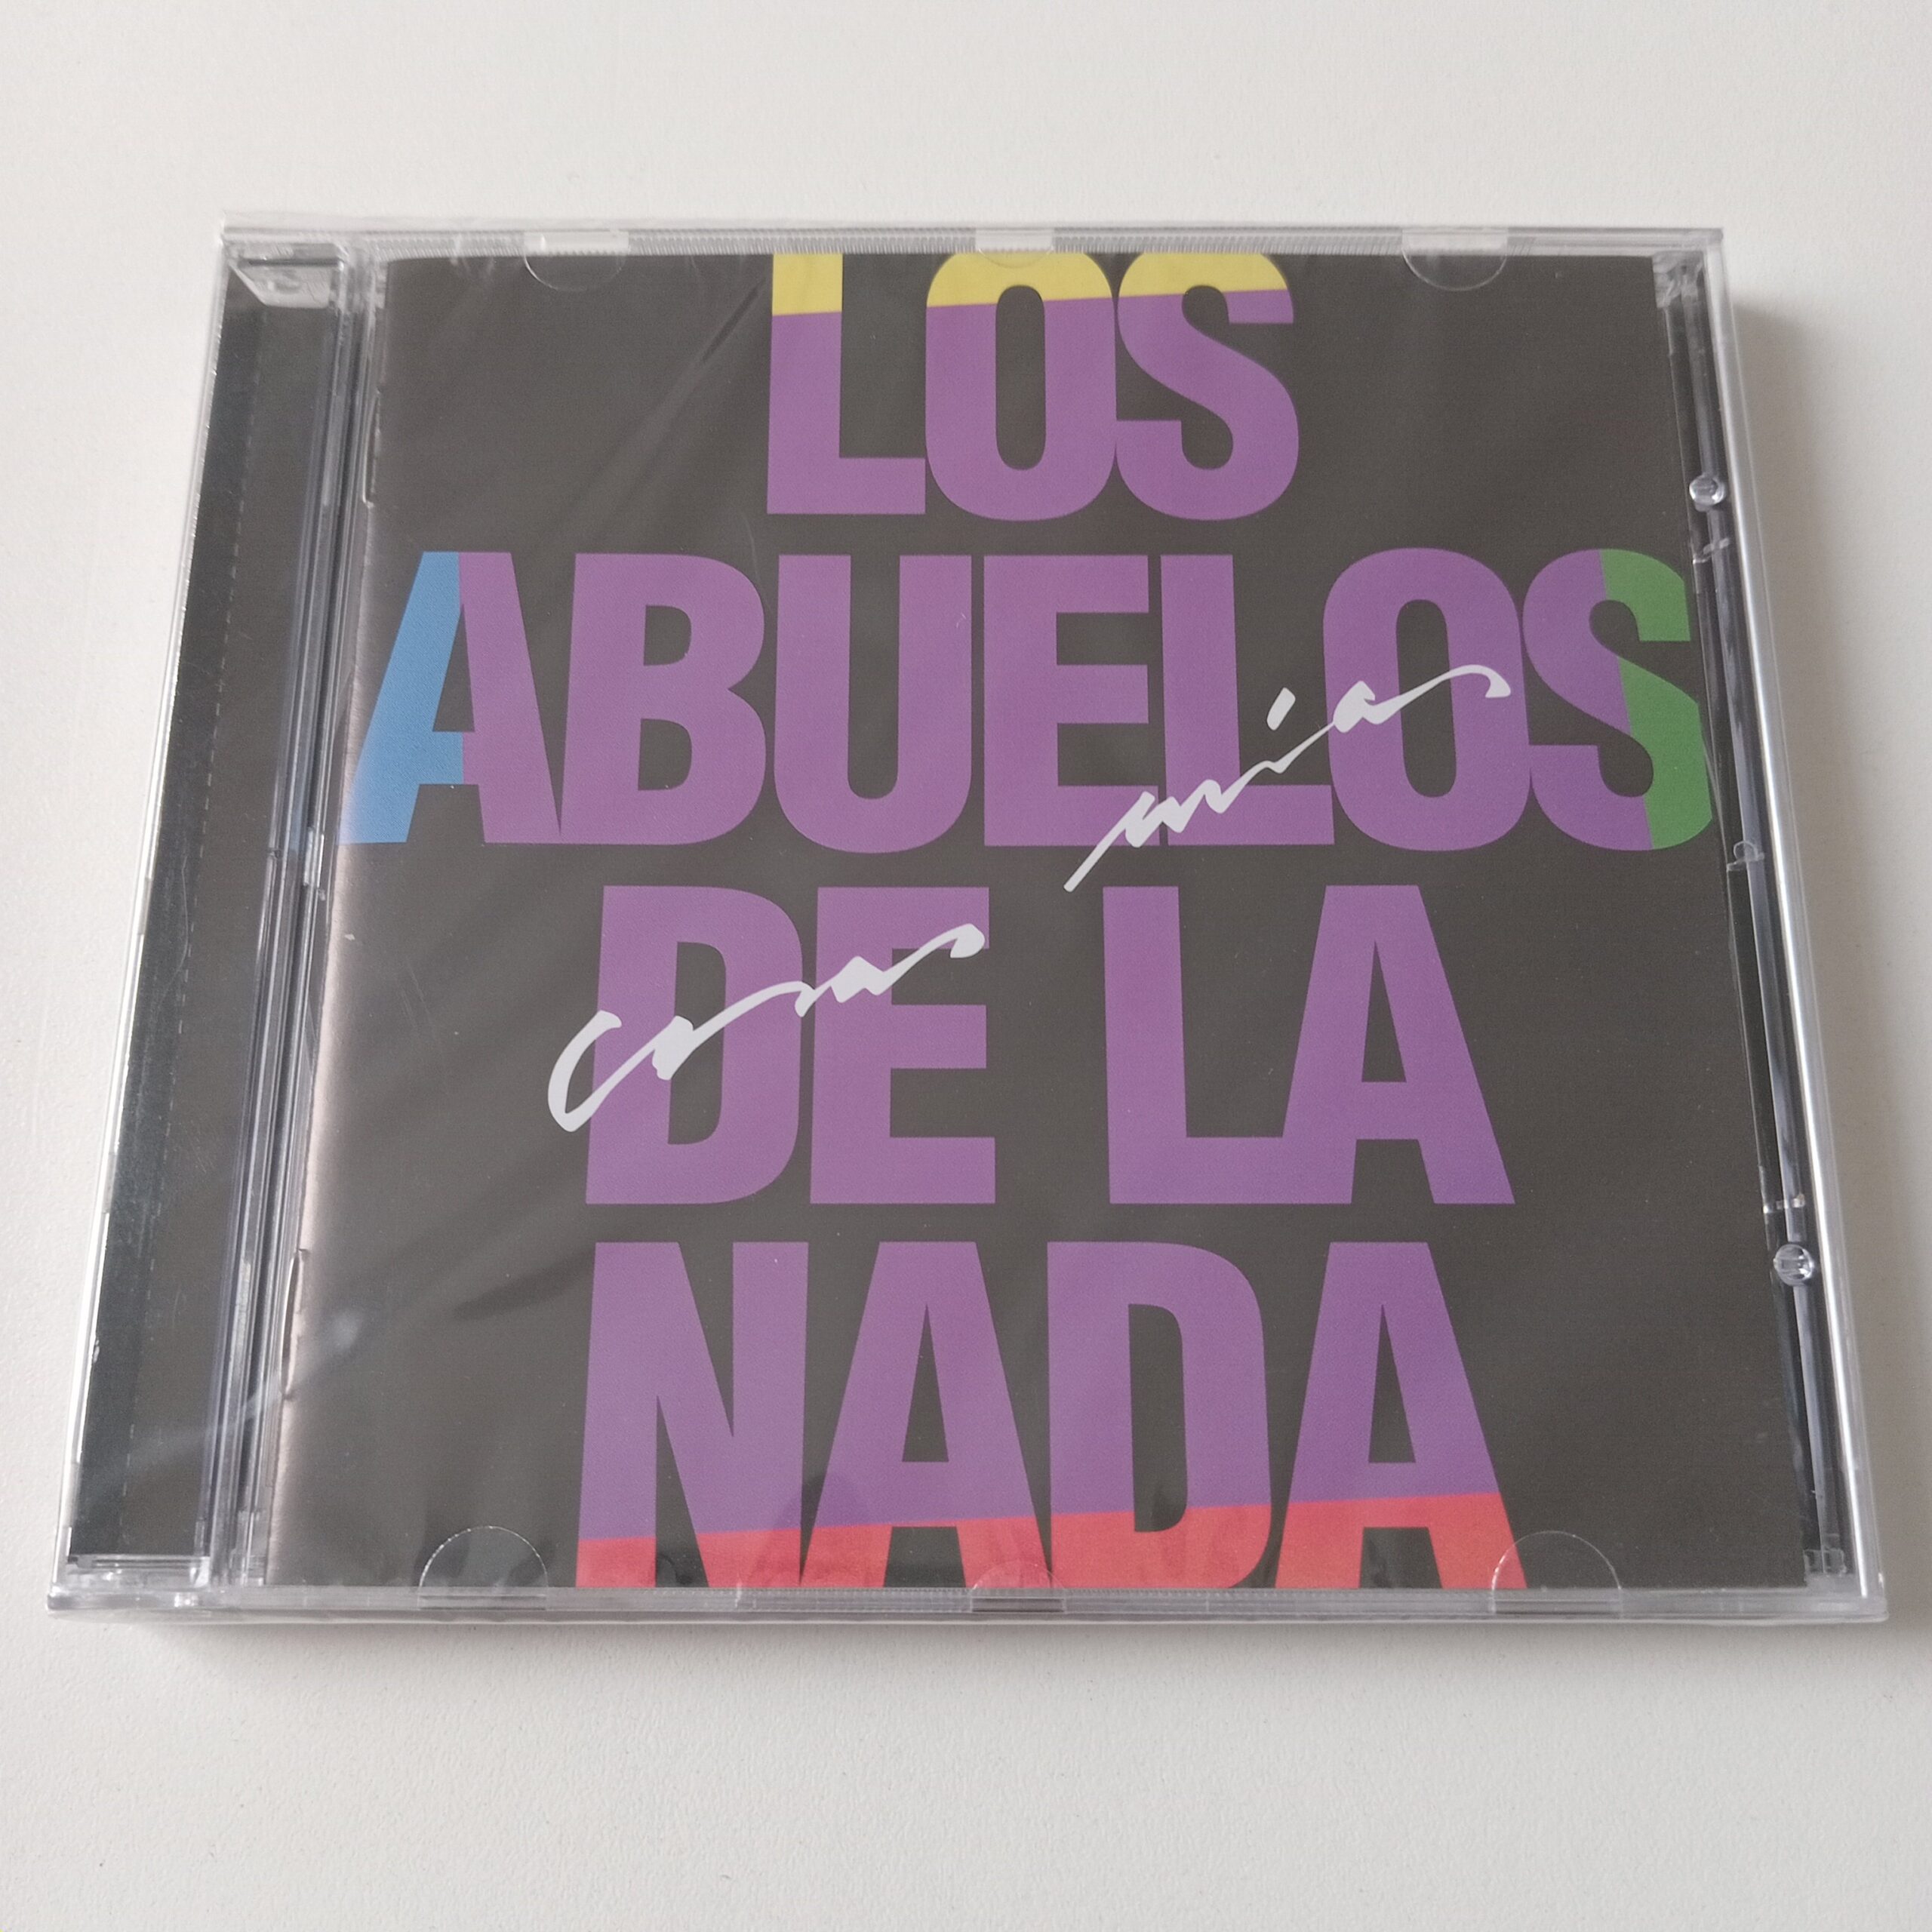 LOS
ABUELOS
DE LA
NADA
cosas mías